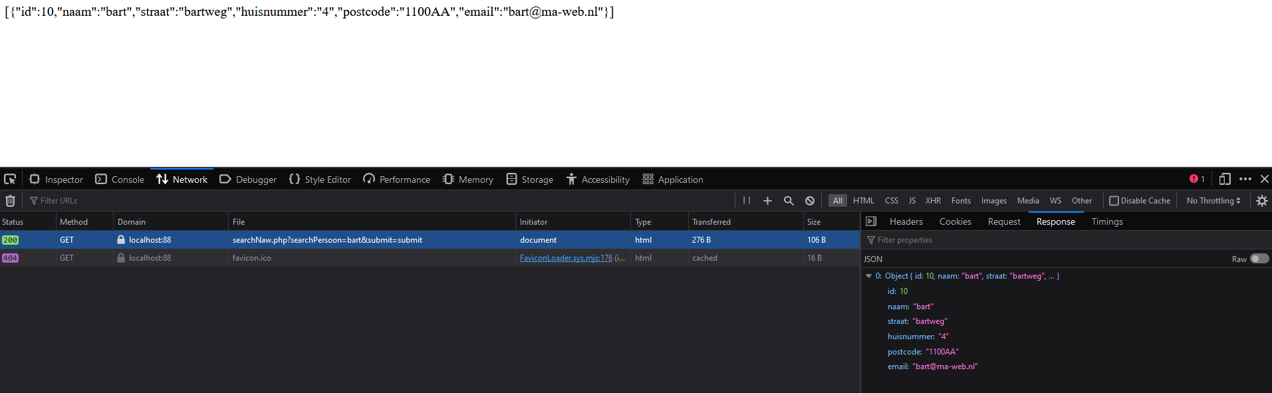 [{"id":10,"naam":"bart","straat":"bartweg","huisnummer":"4","postcode":"1100AA","email":"bart@ma-web.nl"}]
Inspector Console Network Debugger Style Editor Performance Memory Storage Accessibility Application 1
Filter URLs All HTML CSS JS XHR Fonts Images Media WS Other Disable Cache No Throttling
Status Method Domain File Initiator Type Transferred Size Headers Cookies Request Response Timings
200 GET localhost:88 searchNaw.php?searchPersoon=bart&submit=submit document html 276 B 106 B Filter properties
404 GET localhost:88 favicon.ico FaviconLoader.sys.mjs:176 (i... html cached 16 B JSON Raw
0: Object { id: 10, naam: "bart", straat: "bartweg", ... }
id: 10
naam: "bart"
straat: "bartweg"
huisnummer: "4"
postcode: "1100AA"
email: "bart@ma-web.nl"